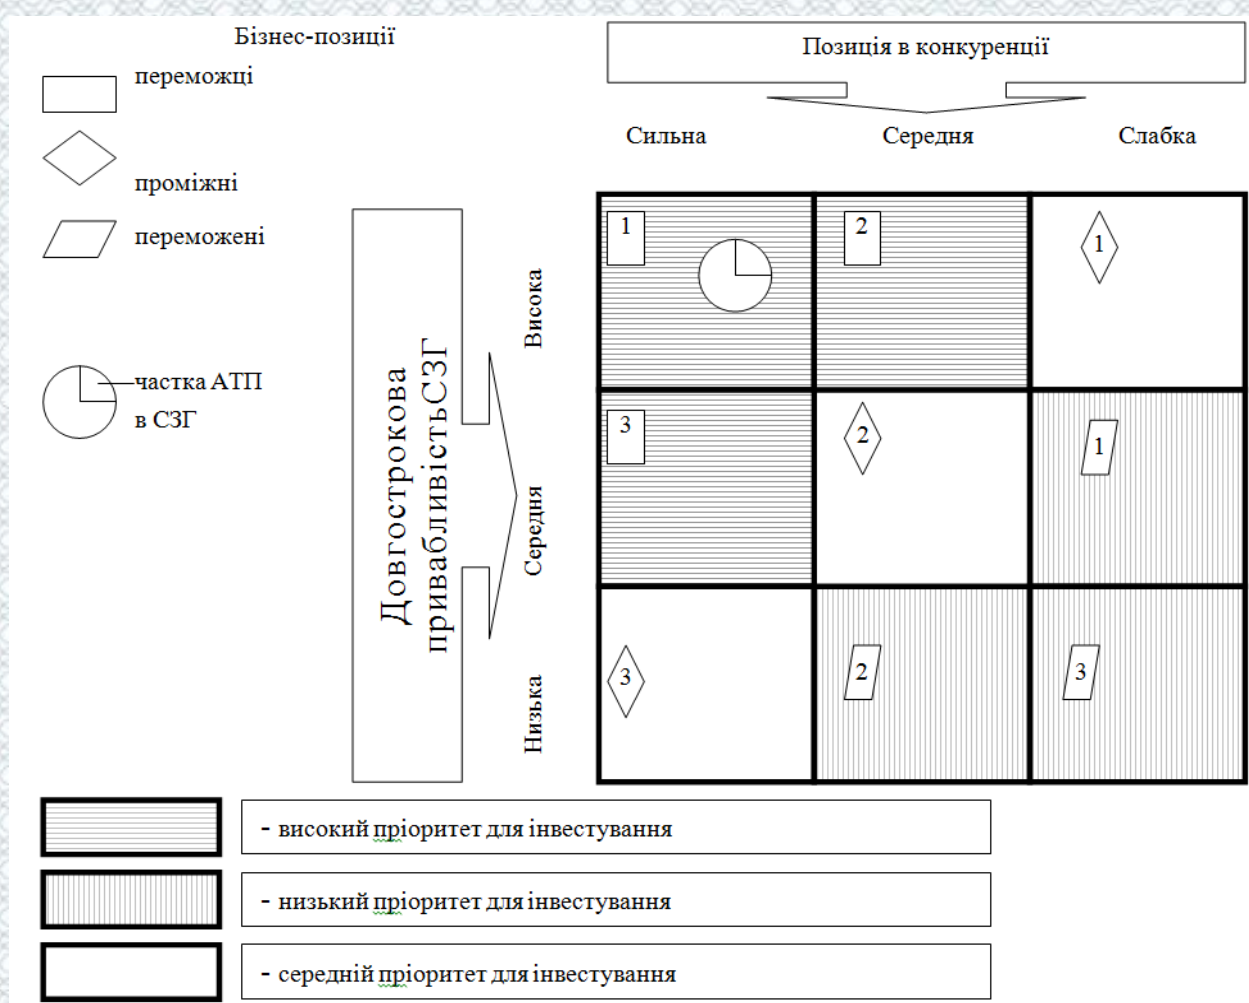 Бізнес-позиції
переможці
проміжні
переможені
частка АТП
в СЗГ
Позиція в конкуренції
Сильна
Середня
Слабка
Довгострокова
привабливістьСЗГ
Висока
Середня
Низька
1
2
1
3
2
1
3
2
3
- високий пріоритет для інвестування
- низький пріоритет для інвестування
- середній пріоритет для інвестування